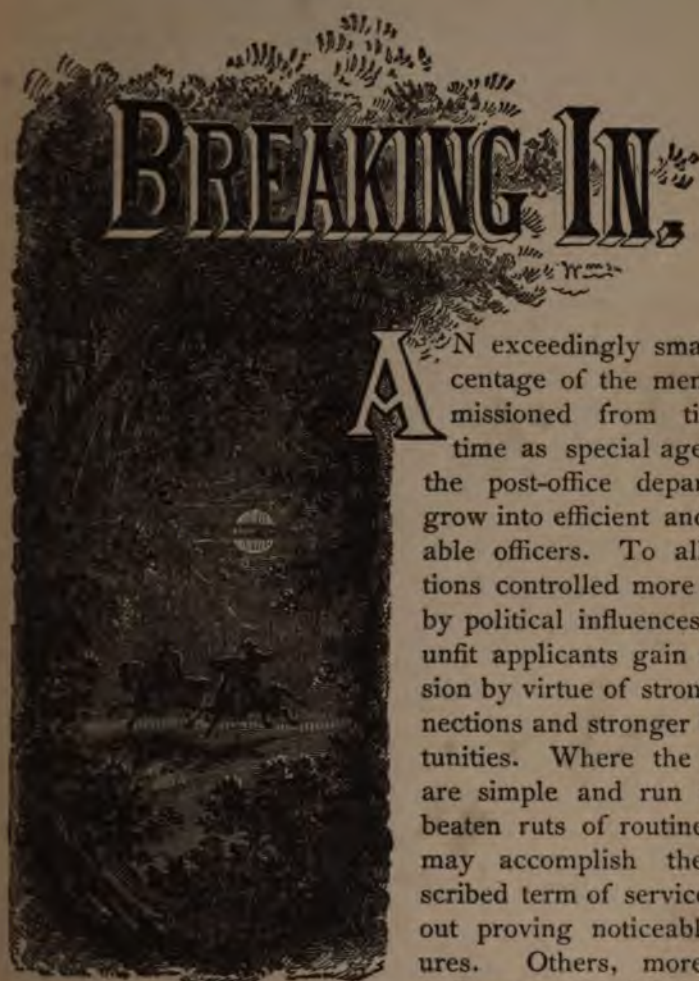 BREAKING IN.
AN exceedingly sma
centage of the mer
missioned from ti
time as special age
the post-office depar
grow into efficient and
able officers. To all
tions controlled more
by political influences
unfit applicants gain
sion by virtue of stron
nections and stronger
tunities. Where the
are simple and run
beaten ruts of routine
may accomplish the
scribed term of service
out proving noticeabl
ures. Others, more